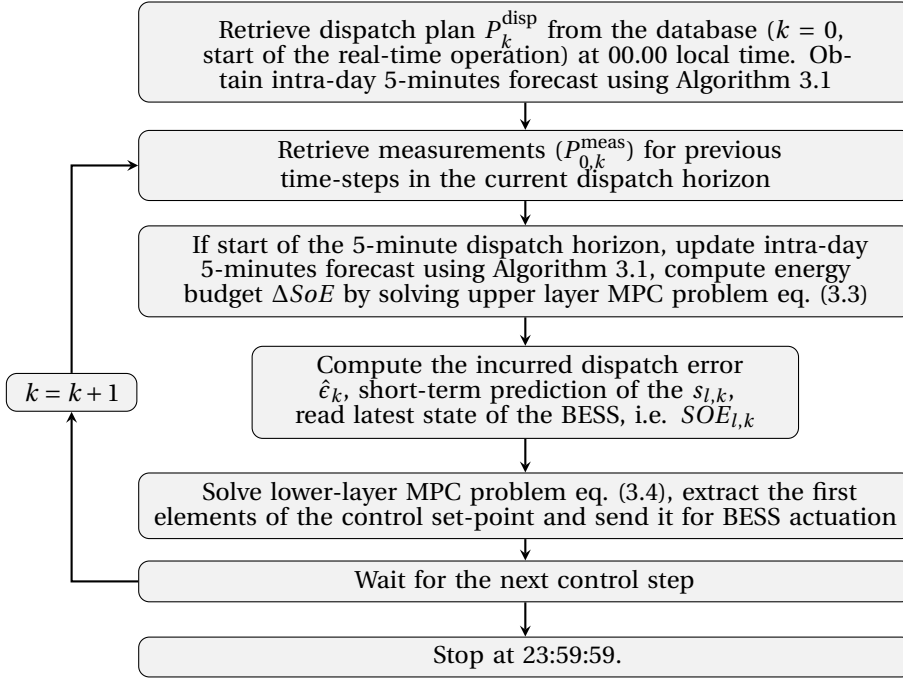 Retrieve dispatch plan P_k^disp from the database (k = 0,
start of the real-time operation) at 00.00 local time. Ob-
tain intra-day 5-minutes forecast using Algorithm 3.1
Retrieve measurements (P_{0,k}^meas) for previous
time-steps in the current dispatch horizon
If start of the 5-minute dispatch horizon, update intra-day
5-minutes forecast using Algorithm 3.1, compute energy
budget ΔSoE by solving upper layer MPC problem eq. (3.3)
Compute the incurred dispatch error
ϵ̂_k, short-term prediction of the s_{l,k},
read latest state of the BESS, i.e. SOE_{l,k}
k = k + 1
Solve lower-layer MPC problem eq. (3.4), extract the first
elements of the control set-point and send it for BESS actuation
Wait for the next control step
Stop at 23:59:59.